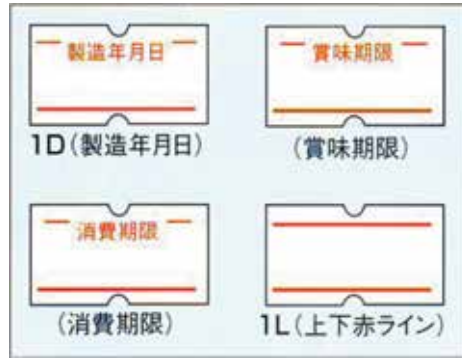 製造年月日
賞味期限
1D(製造年月日)
(賞味期限)
消費期限
(消費期限)
1L(上下赤ライン)